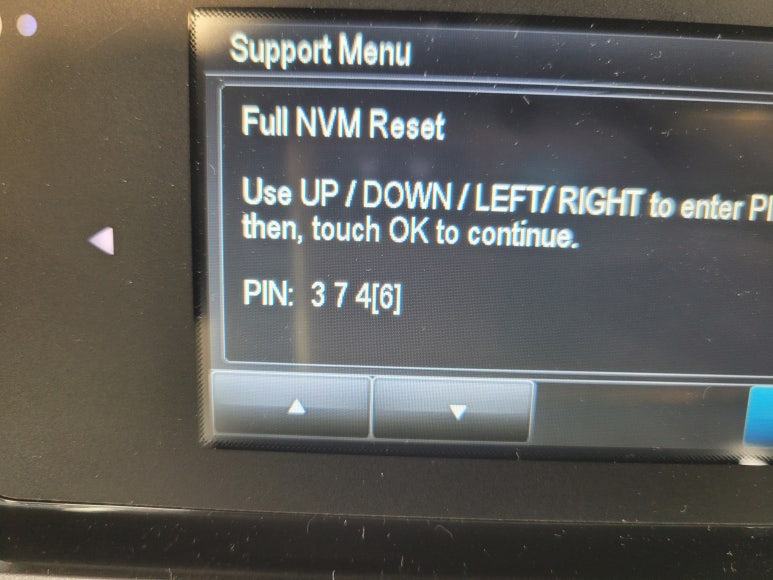 Support Menu
Full NVM Reset
Use UP / DOWN / LEFT/ RIGHT to enter
then, touch OK to continue.
PIN: 3 7 4[6]